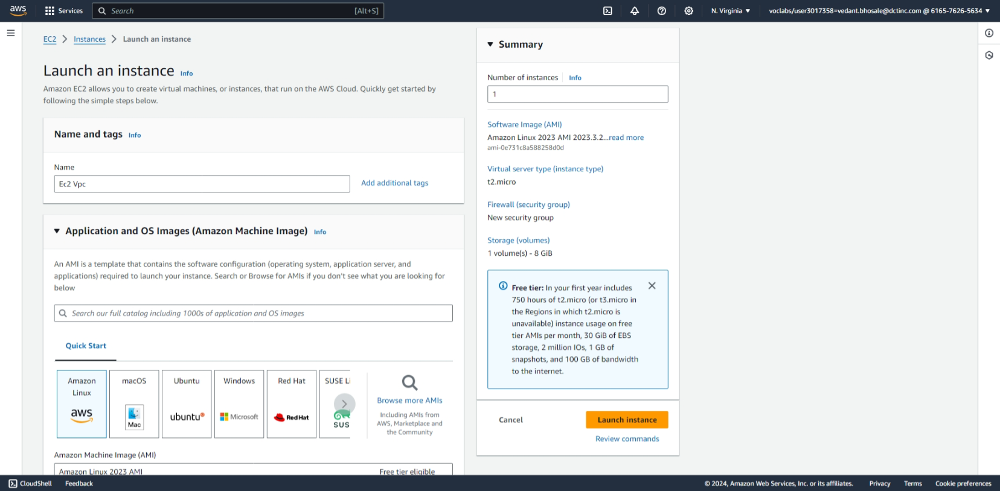 aws
Services
Search
[Alt+S]
N. Virginia
voclabs/user3017358=vedant.bhosale@dctinc.com @ 6165-7626-5634
EC2 > Instances > Launch an instance
Launch an instance Info
Amazon EC2 allows you to create virtual machines, or instances, that run on the AWS Cloud. Quickly get started by
following the simple steps below.
Name and tags Info
Name
Ec2 Vpc
Add additional tags
Application and OS Images (Amazon Machine Image) Info
An AMI is a template that contains the software configuration (operating system, application server, and
applications) required to launch your instance. Search or Browse for AMIs if you don't see what you are looking for
below
Search our full catalog including 1000s of application and OS images
Quick Start
Amazon
Linux
aws
macOS
Mac
Ubuntu
ubuntu
Windows
Microsoft
Red Hat
RedHat
SUSE Li
SUS
Browse more AMIs
Including AMIs from
AWS, Marketplace and
the Community
Amazon Machine Image (AMI)
Amazon Linux 2023 AMI
Free tier eligible
Summary
Number of instances Info
1
Software Image (AMI)
Amazon Linux 2023 AMI 2023.3.2...read more
ami-0e731c8a588258d0d
Virtual server type (instance type)
t2.micro
Firewall (security group)
New security group
Storage (volumes)
1 volume(s) - 8 GiB
Free tier: In your first year includes
750 hours of t2.micro (or t3.micro in
the Regions in which t2.micro is
unavailable) instance usage on free
tier AMIs per month, 30 GiB of EBS
storage, 2 million IOs, 1 GB of
snapshots, and 100 GB of bandwidth
to the internet.
Cancel
Launch instance
Review commands
CloudShell
Feedback
© 2024, Amazon Web Services, Inc. or its affiliates.
Privacy
Terms
Cookie preferences